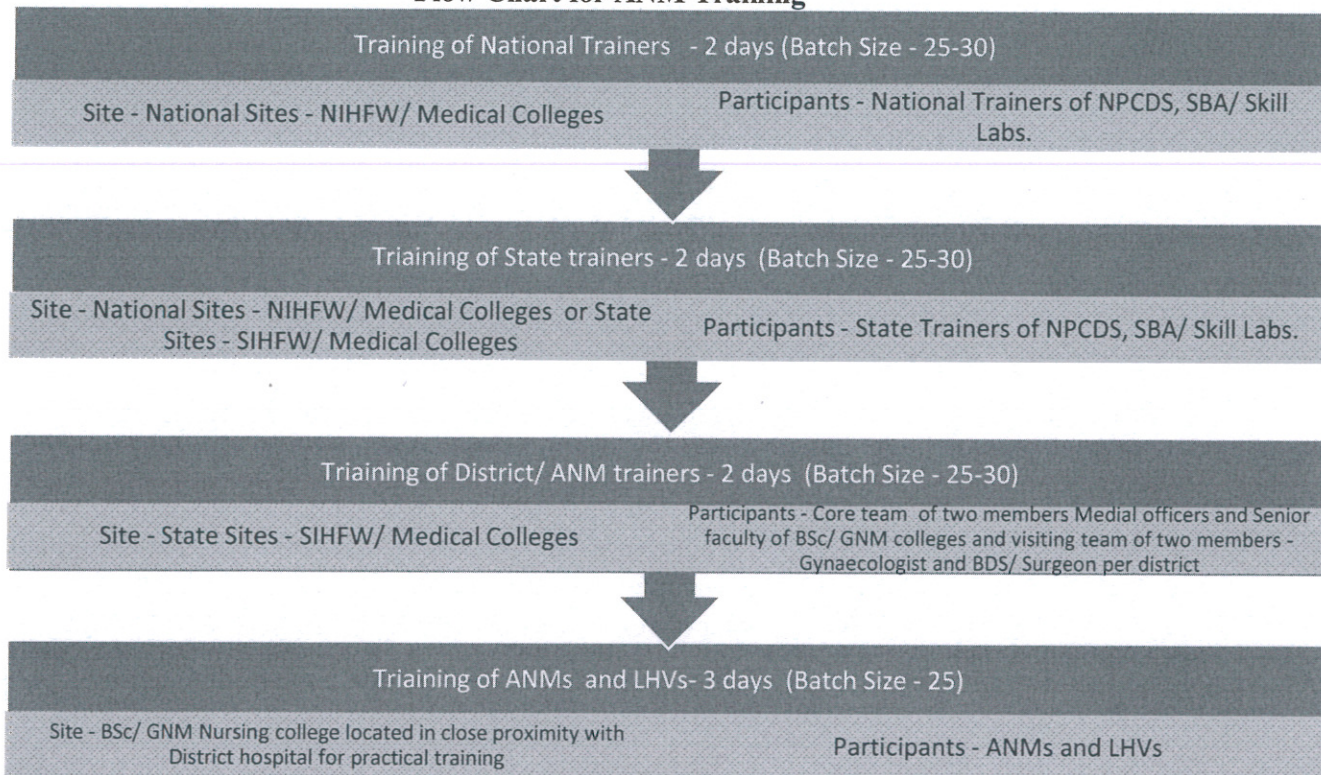 Flow Chart for ANM Training
Training of National Trainers - 2 days (Batch Size - 25-30)
Site - National Sites - NIHFW/ Medical Colleges
Participants - National Trainers of NPCDS, SBA/ Skill
Labs.
Triaining of State trainers - 2 days (Batch Size - 25-30)
Site - National Sites - NIHFW/ Medical Colleges or State
Sites - SIHFW/ Medical Colleges
Participants - State Trainers of NPCDS, SBA/ Skill Labs.
Triaining of District/ ANM trainers - 2 days (Batch Size - 25-30)
Site - State Sites - SIHFW/ Medical Colleges
Participants - Core team of two members Medial officers and Senior
faculty of BSc/ GNM colleges and visiting team of two members -
Gynaecologist and BDS/ Surgeon per district
Triaining of ANMs and LHVs- 3 days (Batch Size - 25)
Site - BSc/ GNM Nursing college located in close proximity with
District hospital for practical training
Participants - ANMs and LHVs